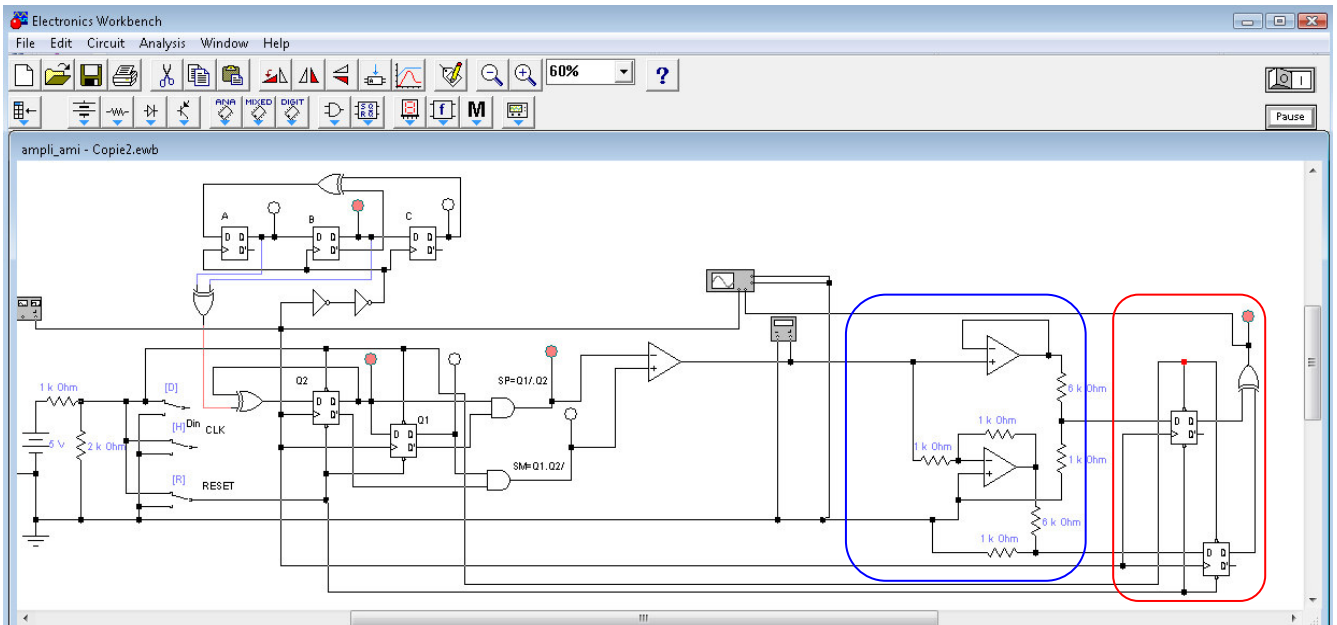 Electronics Workbench
File Edit Circuit Analysis Window Help
60% ?
ANA MIXED DIGIT M
Pause
ampli_ami - Copie2.ewb
A B C
D Q D Q D Q
Q' Q' Q'
1 k Ohm [D] Q2 SP=Q1/.Q2
6 k Ohm
D Q
Q'
[H] Din CLK Q1
5 V 2 k Ohm
D Q
Q'
1 k Ohm
D Q
Q'
1 k Ohm 1 k Ohm
SM=Q1.Q2/
[R] RESET
6 k Ohm
1 k Ohm
D Q
Q'